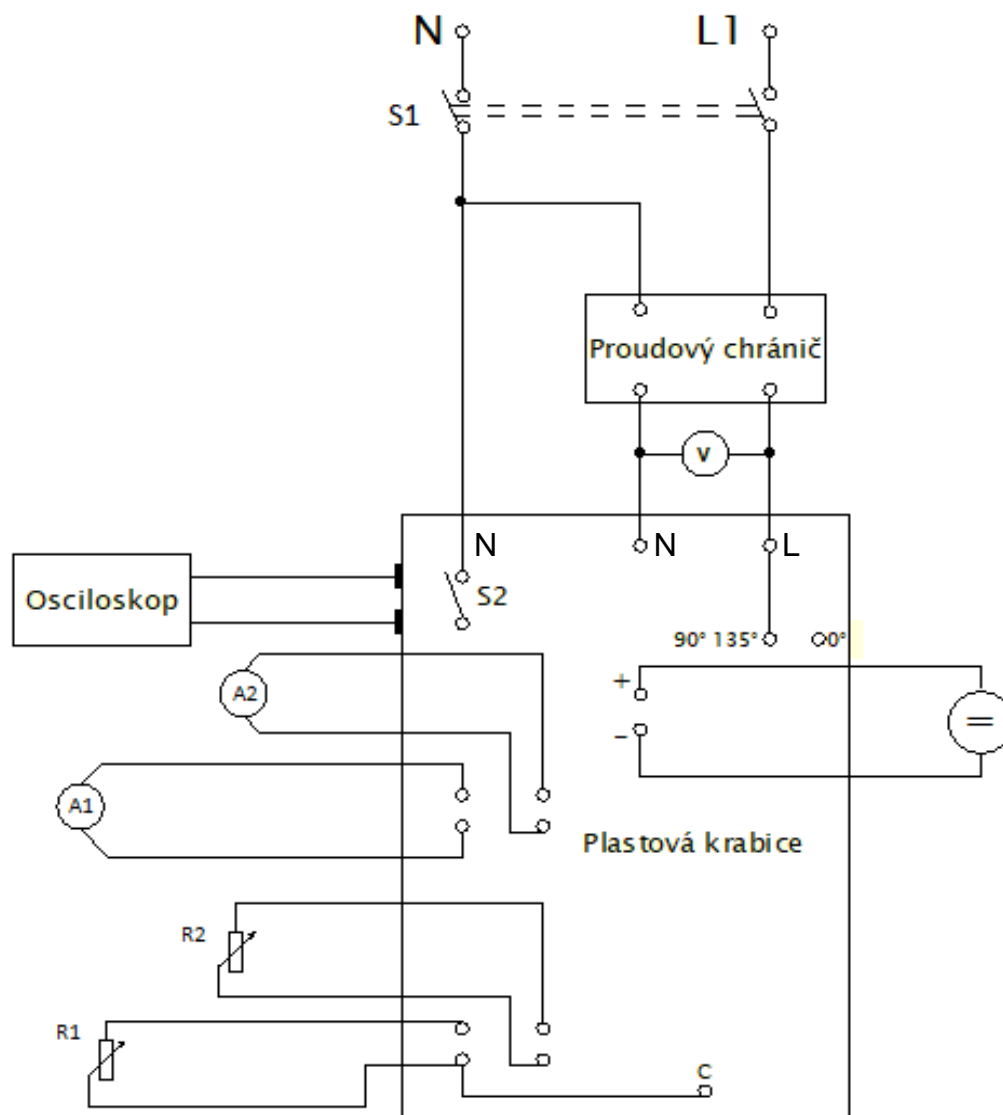 N
L1
S1
Proudový chránič
V
N
N
L
Osciloskop
S2
90° 135°
0°
A2
+
-
=
A1
Plastová krabice
R2
R1
C